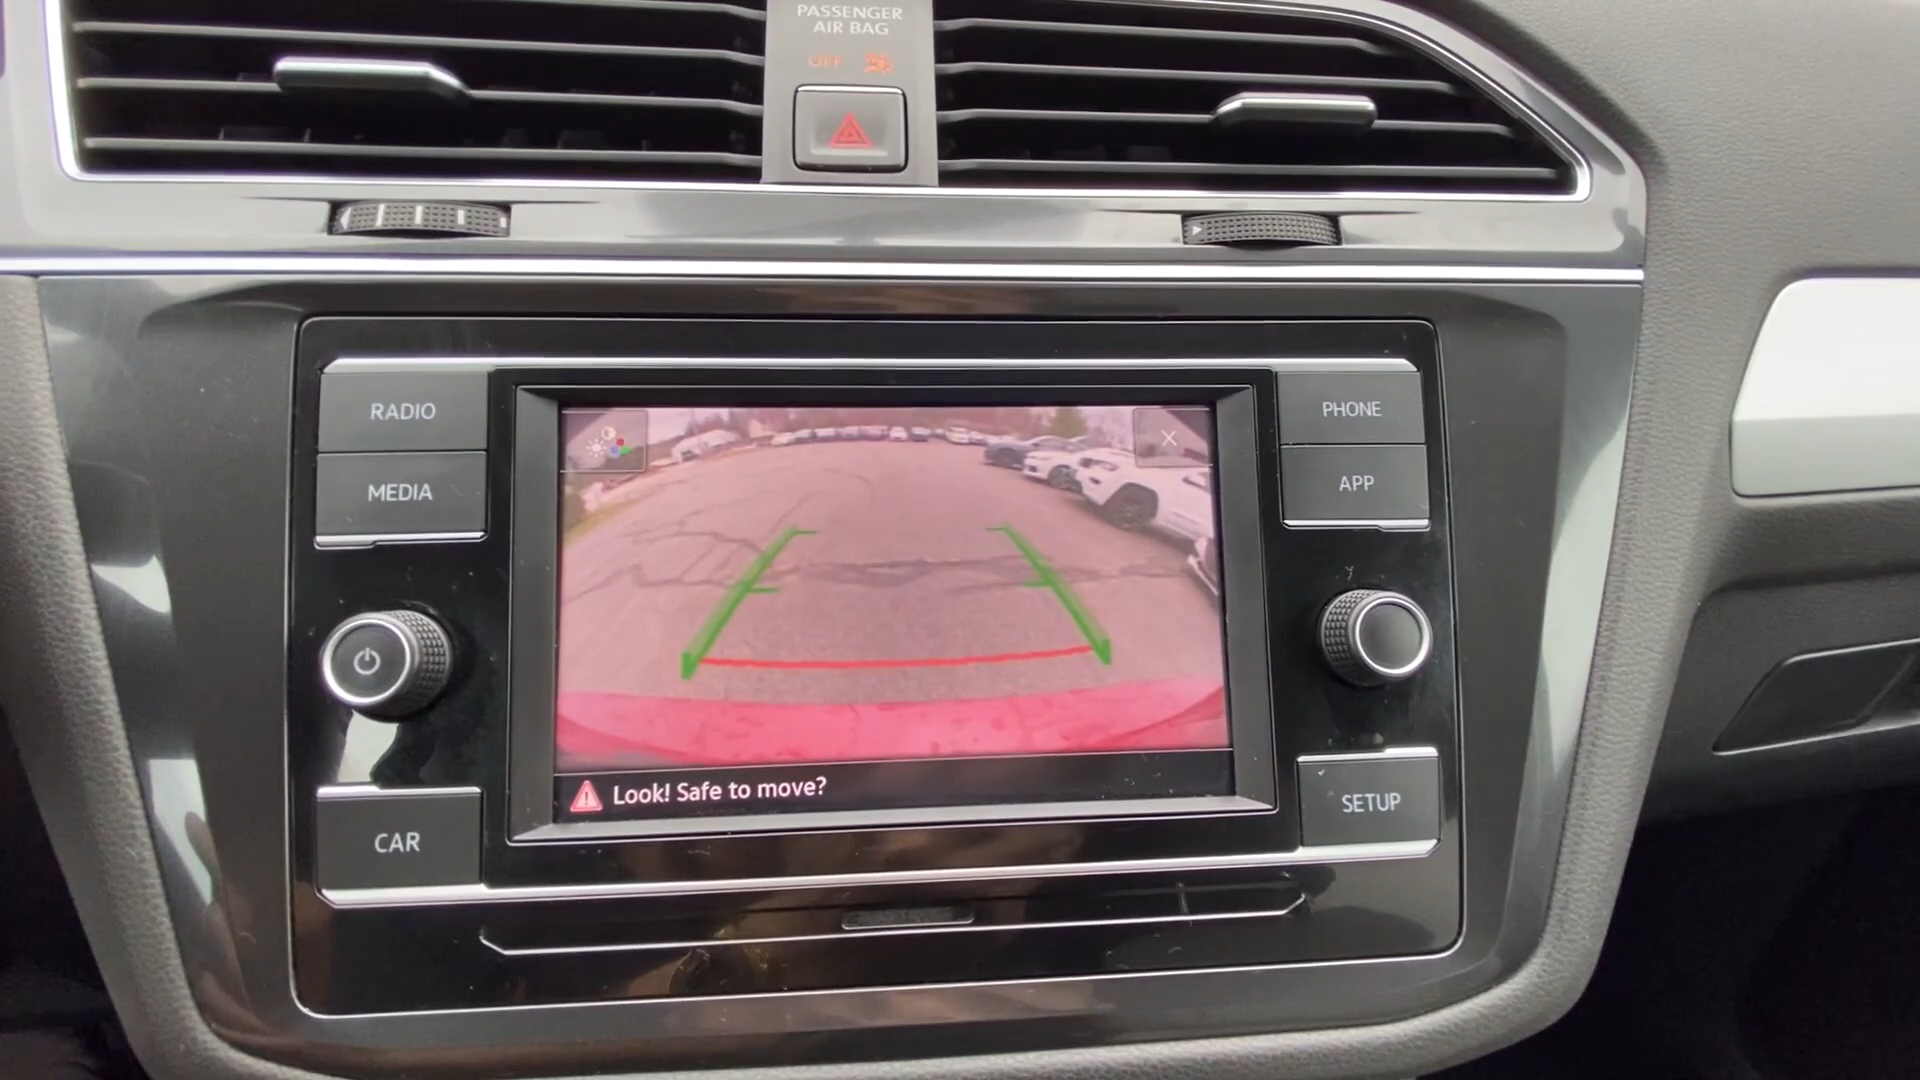 PASSENGER
AIR BAG
OFF
RADIO
MEDIA
PHONE
APP
Look! Safe to move?
CAR
SETUP